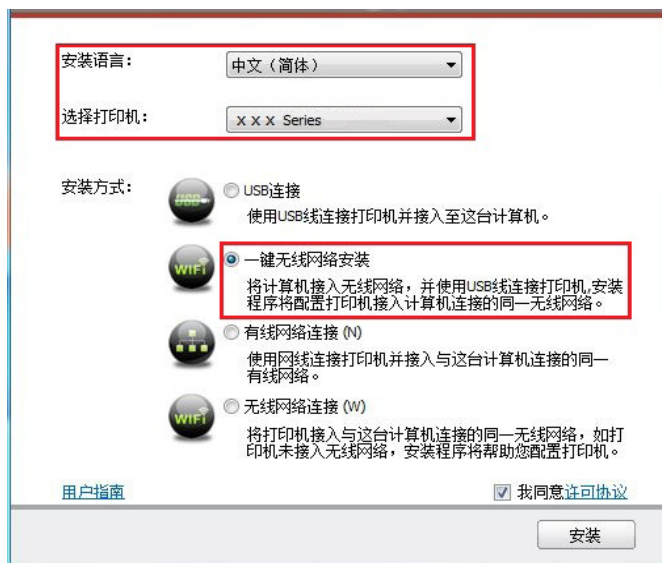 安装语言： 中文（简体）
选择打印机： X X X Series
安装方式：
USB
USB连接
使用USB线连接打印机并接入至这台计算机。
WiFi
一键无线网络安装
将计算机接入无线网络，并使用USB线连接打印机,安装
程序将配置打印机接入计算机连接的同一无线网络。
有线网络连接 (N)
使用网线连接打印机并接入与这台计算机连接的同一
有线网络。
WiFi
无线网络连接 (W)
将打印机接入与这台计算机连接的同一无线网络，如打
印机未接入无线网络，安装程序将帮助您配置打印机。
用户指南 我同意许可协议
安装